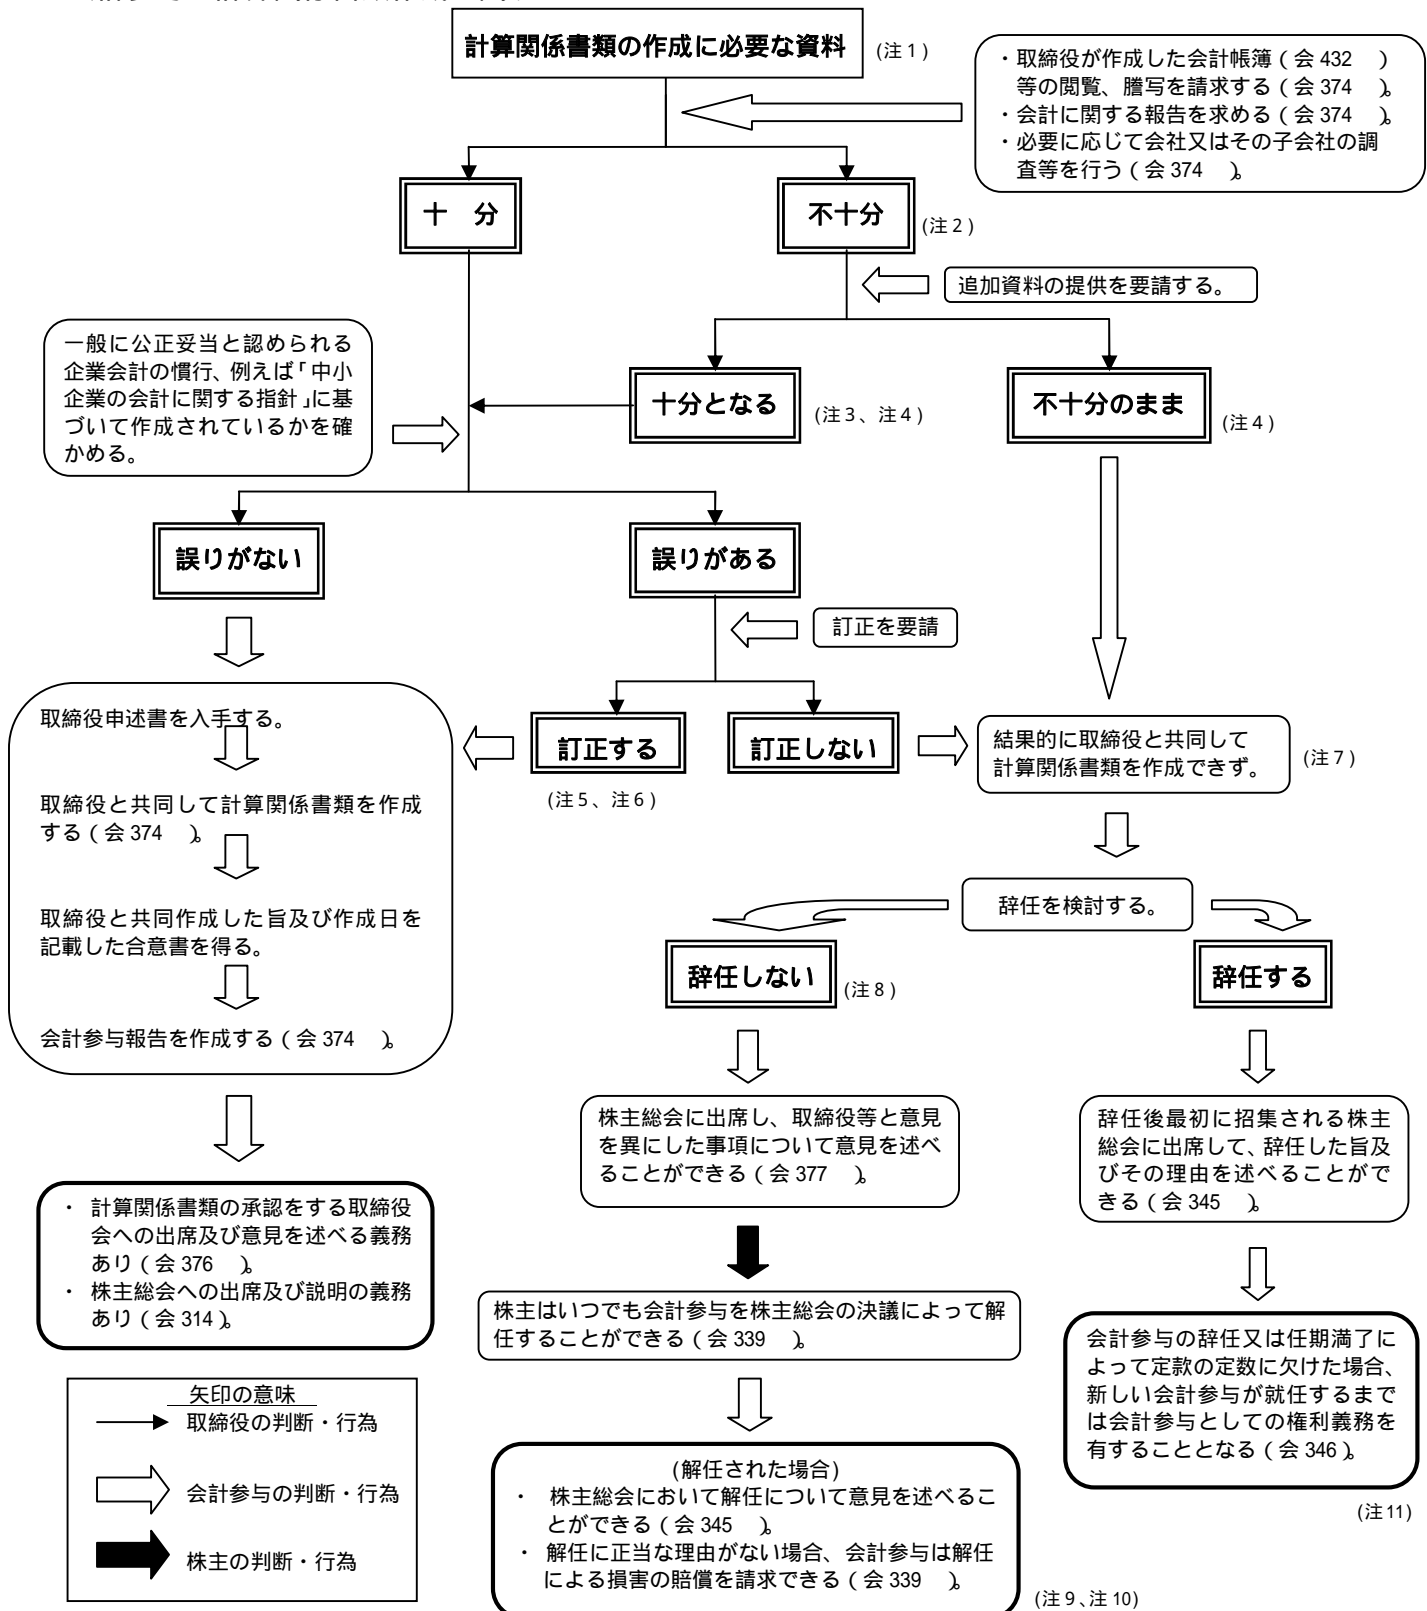 計算関係書類の作成に必要な資料
(注1)
・取締役が作成した会計帳簿(会432　)
等の閲覧、謄写を請求する(会374　)。
・会計に関する報告を求める(会374　)。
・必要に応じて会社又はその子会社の調
査等を行う(会374　)。
十　分
不十分
(注2)
追加資料の提供を要請する。
一般に公正妥当と認められる
企業会計の慣行、例えば「中小
企業の会計に関する指針」に基
づいて作成されているかを確
かめる。
十分となる
(注3、注4)
不十分のまま
(注4)
誤りがない
誤りがある
訂正を要請
取締役申述書を入手する。
取締役と共同して計算関係書類を作成
する(会374　)。
取締役と共同作成した旨及び作成日を
記載した合意書を得る。
会計参与報告を作成する(会374　)。
訂正する
(注5、注6)
訂正しない
結果的に取締役と共同して
計算関係書類を作成できず。
(注7)
辞任を検討する。
辞任しない
(注8)
辞任する
株主総会に出席し、取締役等と意見
を異にした事項について意見を述べ
ることができる(会377　)。
辞任後最初に招集される株主
総会に出席して、辞任した旨及
びその理由を述べることがで
きる(会345　)。
・ 計算関係書類の承認をする取締役
会への出席及び意見を述べる義務
あり(会376　)。
・ 株主総会への出席及び説明の義務
あり(会314)。
株主はいつでも会計参与を株主総会の決議によって解
任することができる(会339　)。
会計参与の辞任又は任期満了に
よって定款の定数に欠けた場合、
新しい会計参与が就任するまで
は会計参与としての権利義務を
有することとなる(会346)。
(注11)
矢印の意味
取締役の判断・行為
会計参与の判断・行為
株主の判断・行為
(解任された場合)
・ 株主総会において解任について意見を述べるこ
とができる(会345　)。
・ 解任に正当な理由がない場合、会計参与は解任
による損害の賠償を請求できる(会339　)。
(注9、注10)